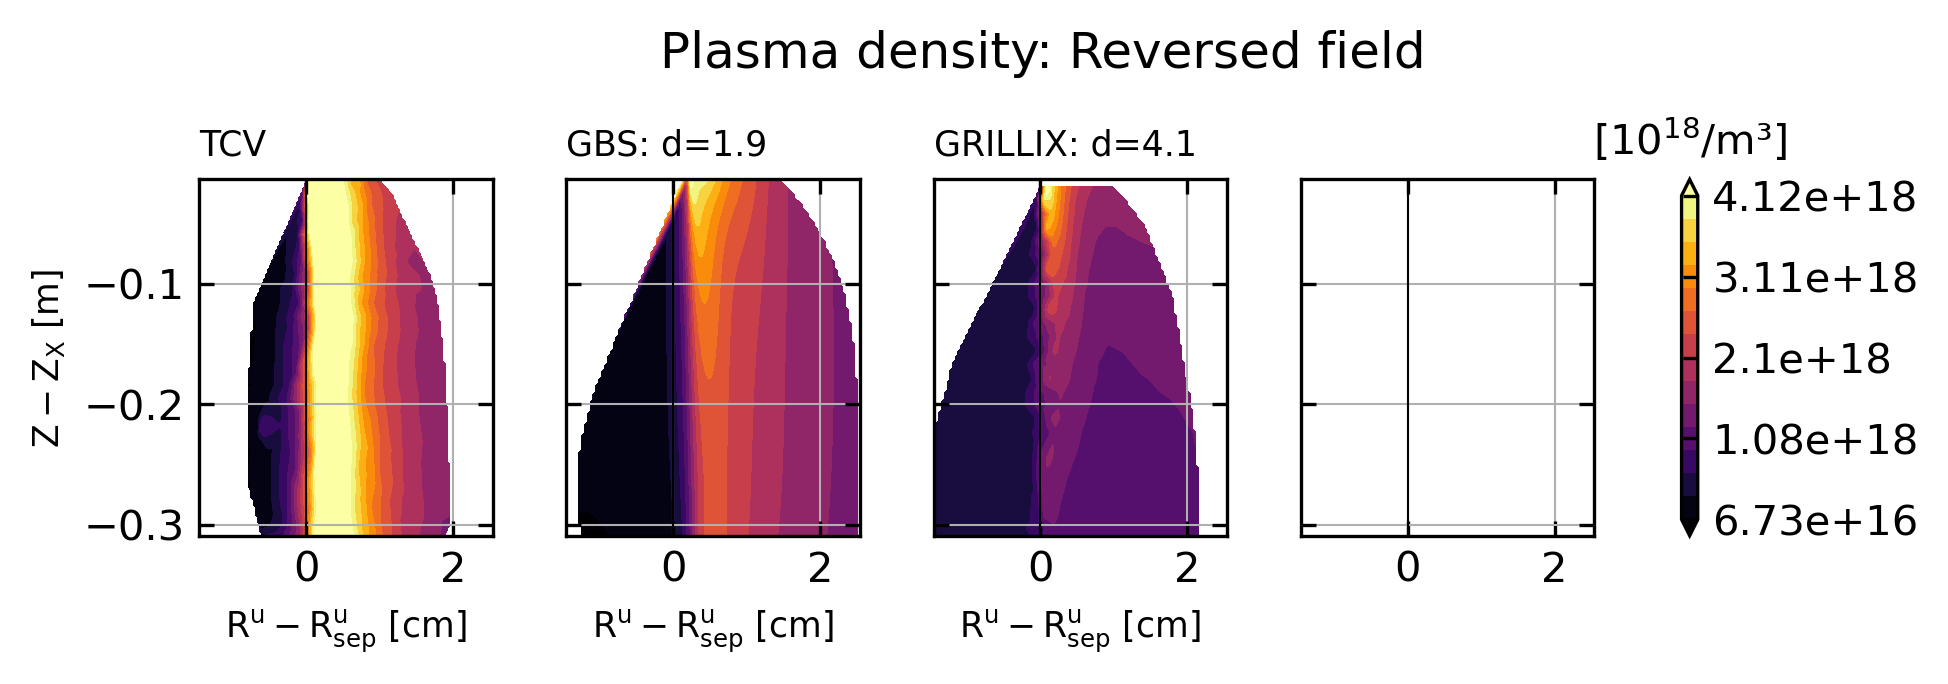 Plasma density: Reversed field
TCV
GBS: d=1.9
GRILLIX: d=4.1
[10¹⁸/m³]
Z − Z_X [m]
−0.1
−0.2
−0.3
0 2
0 2
0 2
0 2
R^u − R^u_sep [cm]
R^u − R^u_sep [cm]
R^u − R^u_sep [cm]
4.12e+18
3.11e+18
2.1e+18
1.08e+18
6.73e+16